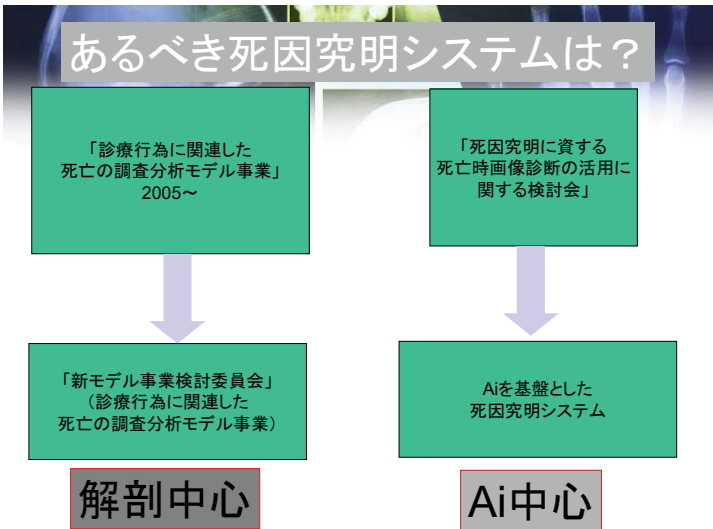 あるべき死因究明システムは？
「診療行為に関連した
死亡の調査分析モデル事業」
2005～
「死因究明に資する
死亡時画像診断の活用に
関する検討会」
「新モデル事業検討委員会」
（診療行為に関連した
死亡の調査分析モデル事業）
Aiを基盤とした
死因究明システム
解剖中心
Ai中心